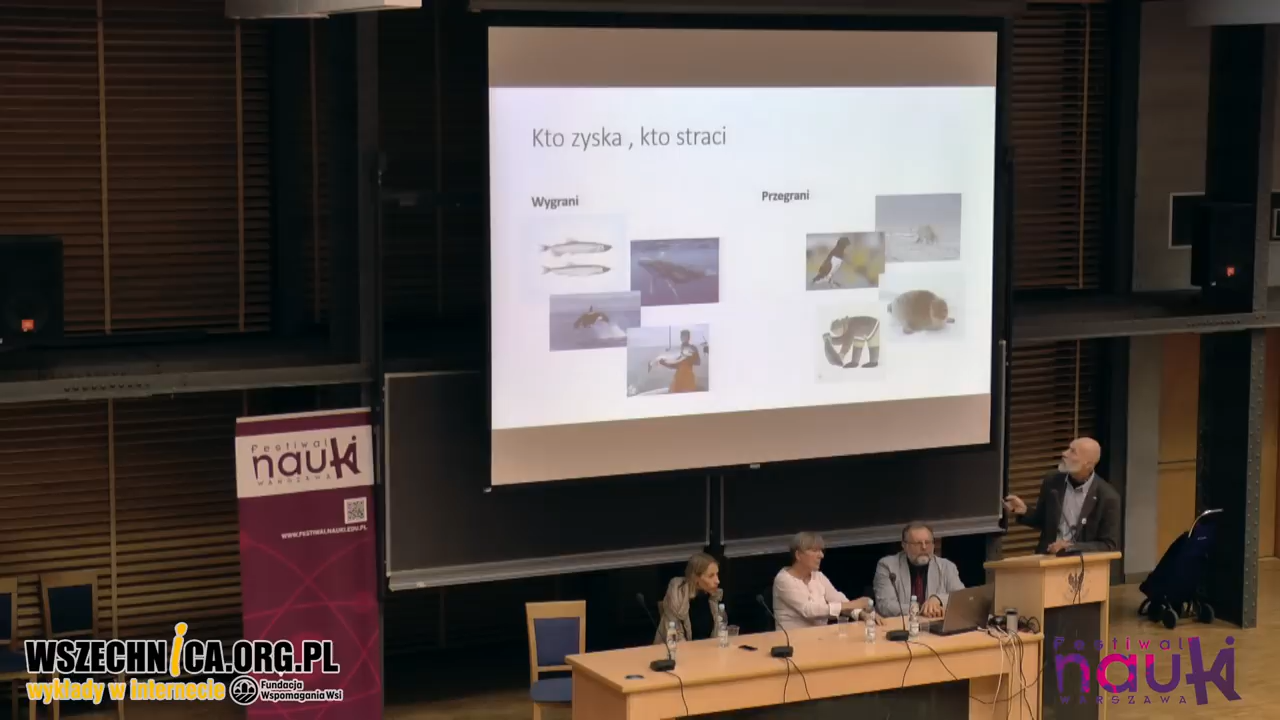 Kto zyska , kto straci
Wygrani
Przegrani
Festiwal
nauki
WARSZAWA
WWW.FESTIWALNAUKI.EDU.PL
WSZECHNICA.ORG.PL
wykłady w internecie
Fundacja
Wspomagania Wsi
Festiwal
nauki
WARSZAWA